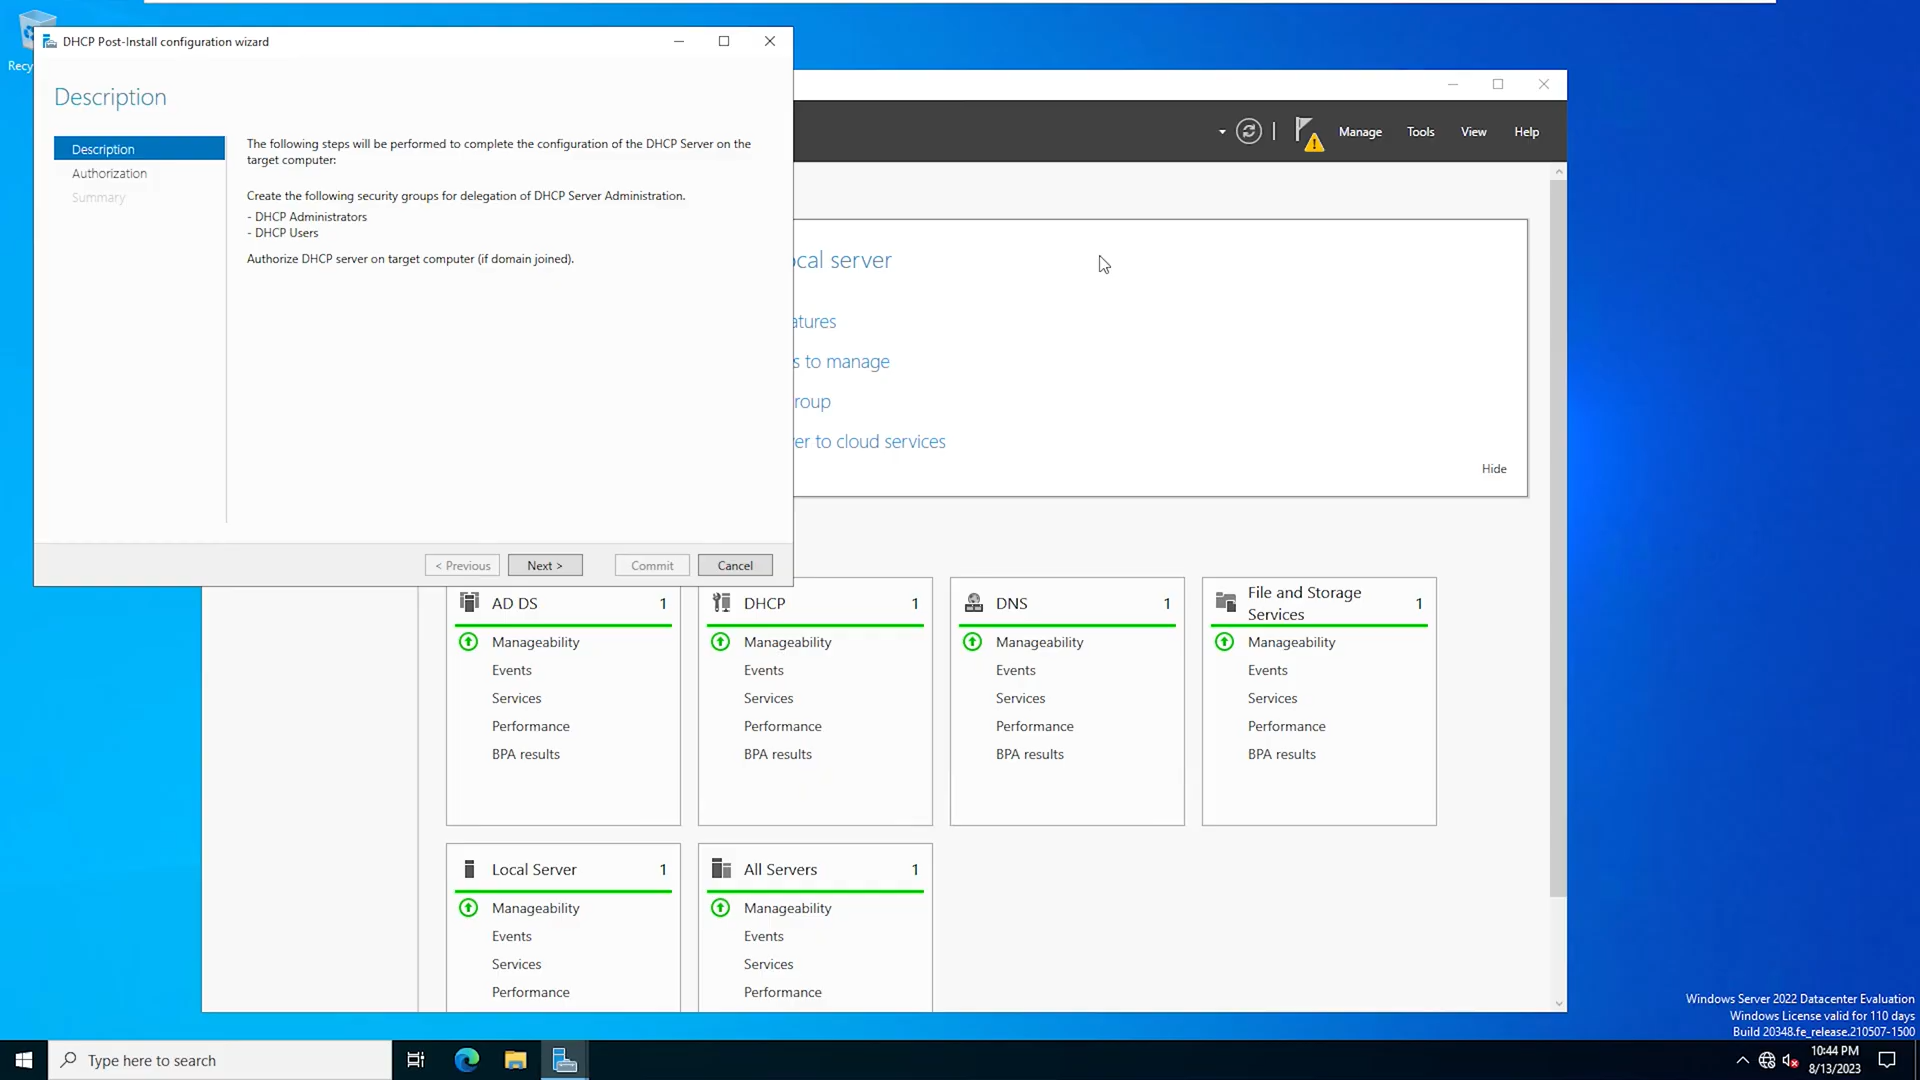 Recy
DHCP Post-Install configuration wizard
Description
Description
Authorization
Summary
The following steps will be performed to complete the configuration of the DHCP Server on the
target computer:
Create the following security groups for delegation of DHCP Server Administration.
- DHCP Administrators
- DHCP Users
Authorize DHCP server on target computer (if domain joined).
< Previous
Next >
Commit
Cancel
Manage
Tools
View
Help
ocal server
atures
s to manage
roup
er to cloud services
Hide
AD DS 1
Manageability
Events
Services
Performance
BPA results
DHCP 1
Manageability
Events
Services
Performance
BPA results
DNS 1
Manageability
Events
Services
Performance
BPA results
File and Storage
Services 1
Manageability
Events
Services
Performance
BPA results
Local Server 1
Manageability
Events
Services
Performance
All Servers 1
Manageability
Events
Services
Performance
Windows Server 2022 Datacenter Evaluation
Windows License valid for 110 days
Build 20348.fe_release.210507-1500
Type here to search
10:44 PM
8/13/2023